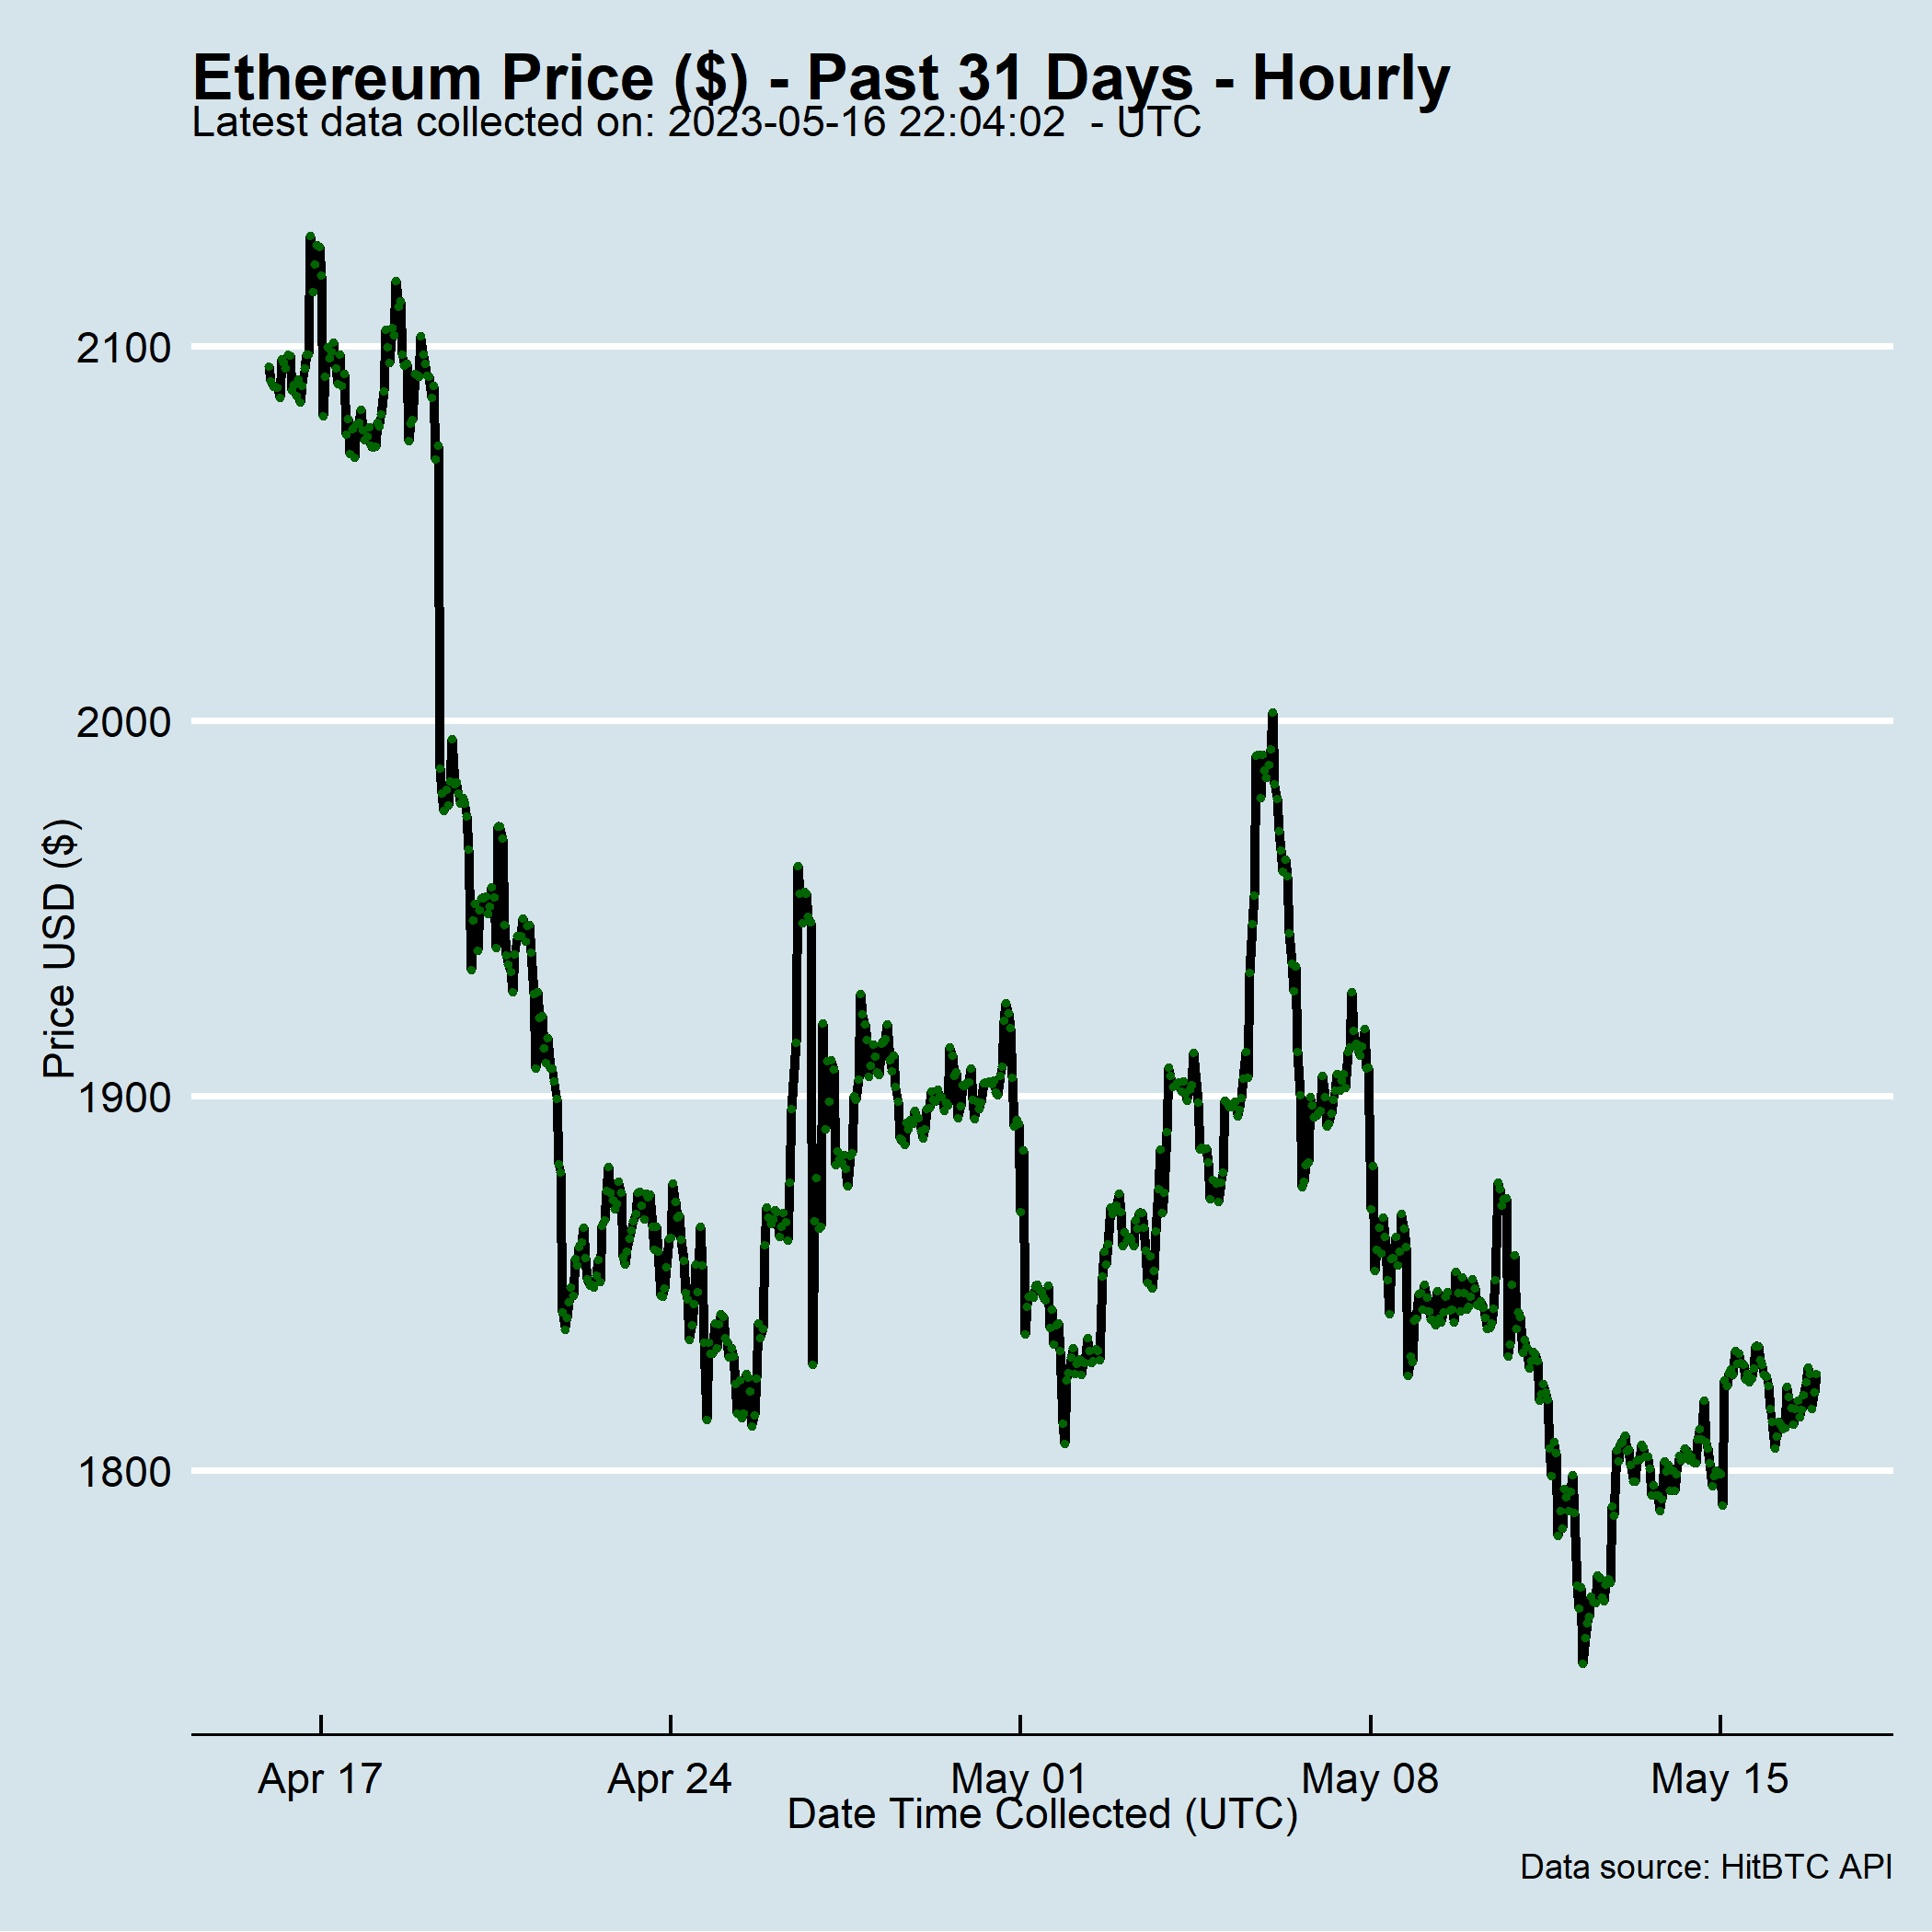 Ethereum Price ($) - Past 31 Days - Hourly
Latest data collected on: 2023-05-16 22:04:02  - UTC
2100
2000
1900
1800
Price USD ($)
Apr 17
Apr 24
May 01
May 08
May 15
Date Time Collected (UTC)
Data source: HitBTC API